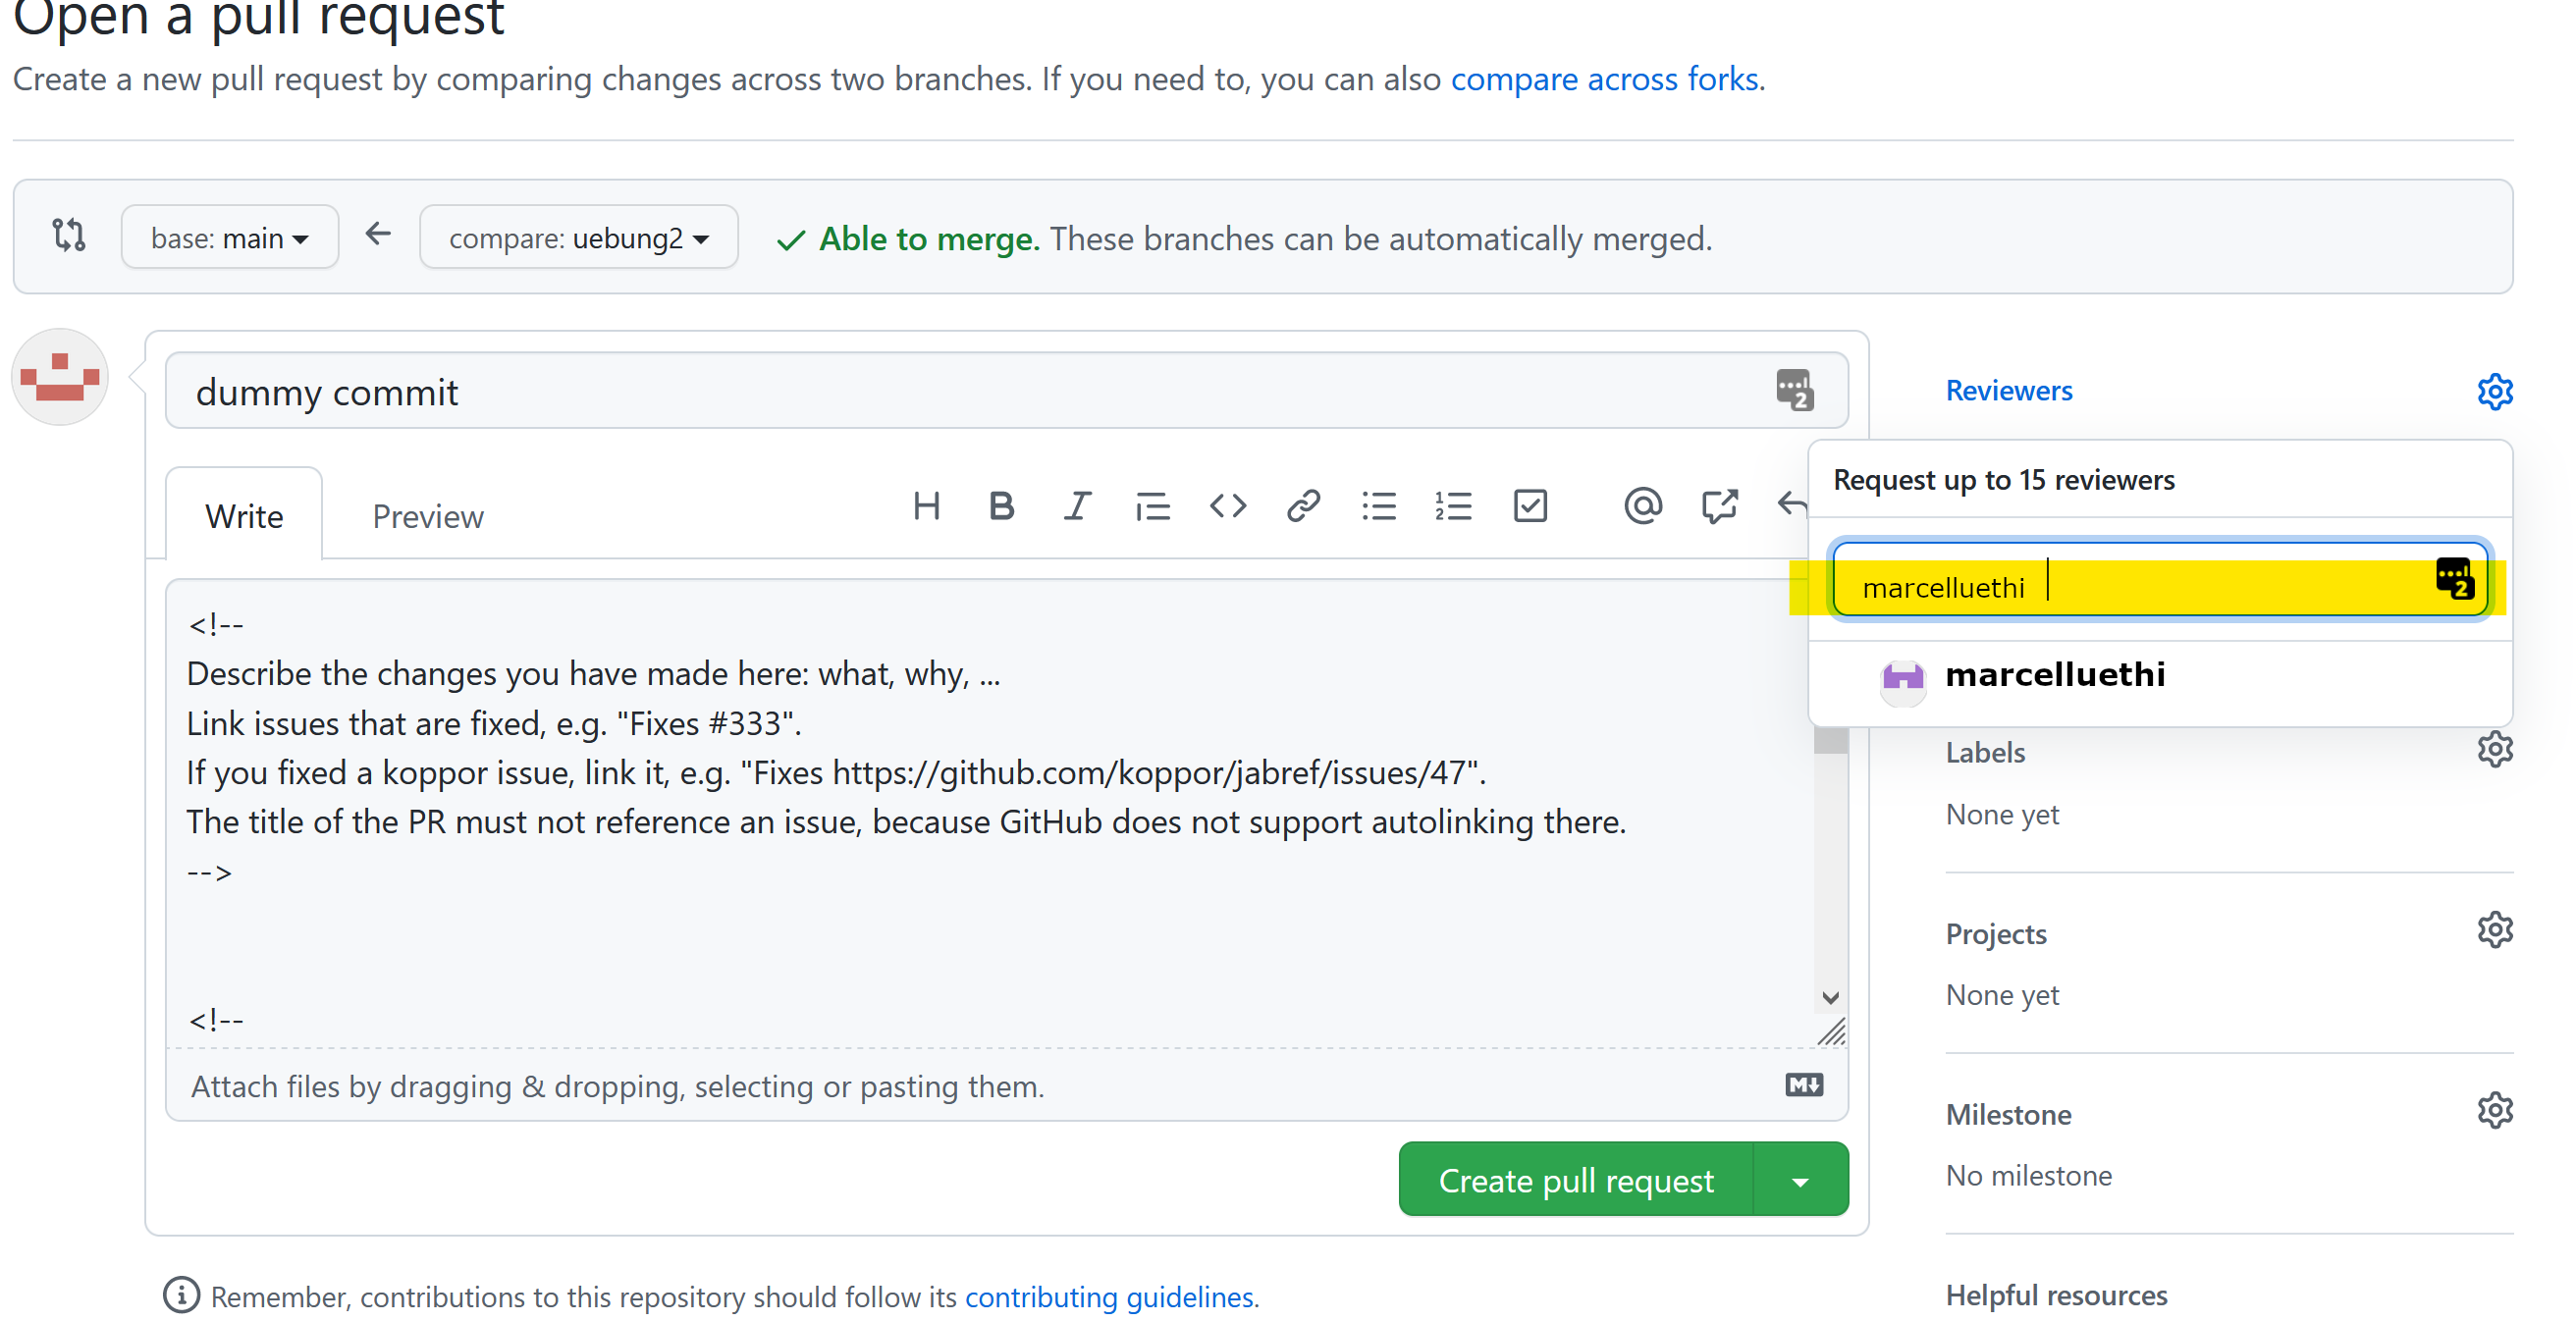 Open a pull request
Create a new pull request by comparing changes across two branches. If you need to, you can also compare across forks.
base: main
compare: uebung2
Able to merge. These branches can be automatically merged.
dummy commit
2
Reviewers
Request up to 15 reviewers
Write
Preview
H B I
1
2
marcelluethi
2
marcelluethi
<!--
Describe the changes you have made here: what, why, ...
Link issues that are fixed, e.g. "Fixes #333".
If you fixed a koppor issue, link it, e.g. "Fixes https://github.com/koppor/jabref/issues/47".
The title of the PR must not reference an issue, because GitHub does not support autolinking there.
-->
<!--
Attach files by dragging & dropping, selecting or pasting them.
M
Create pull request
Labels
None yet
Projects
None yet
Milestone
No milestone
Remember, contributions to this repository should follow its contributing guidelines.
Helpful resources